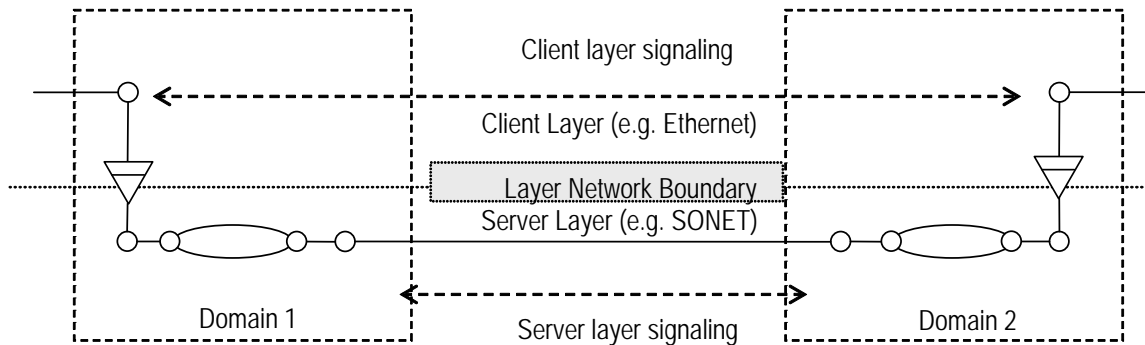 Client layer signaling
Client Layer (e.g. Ethernet)
Layer Network Boundary
Server Layer (e.g. SONET)
Domain 1
Server layer signaling
Domain 2